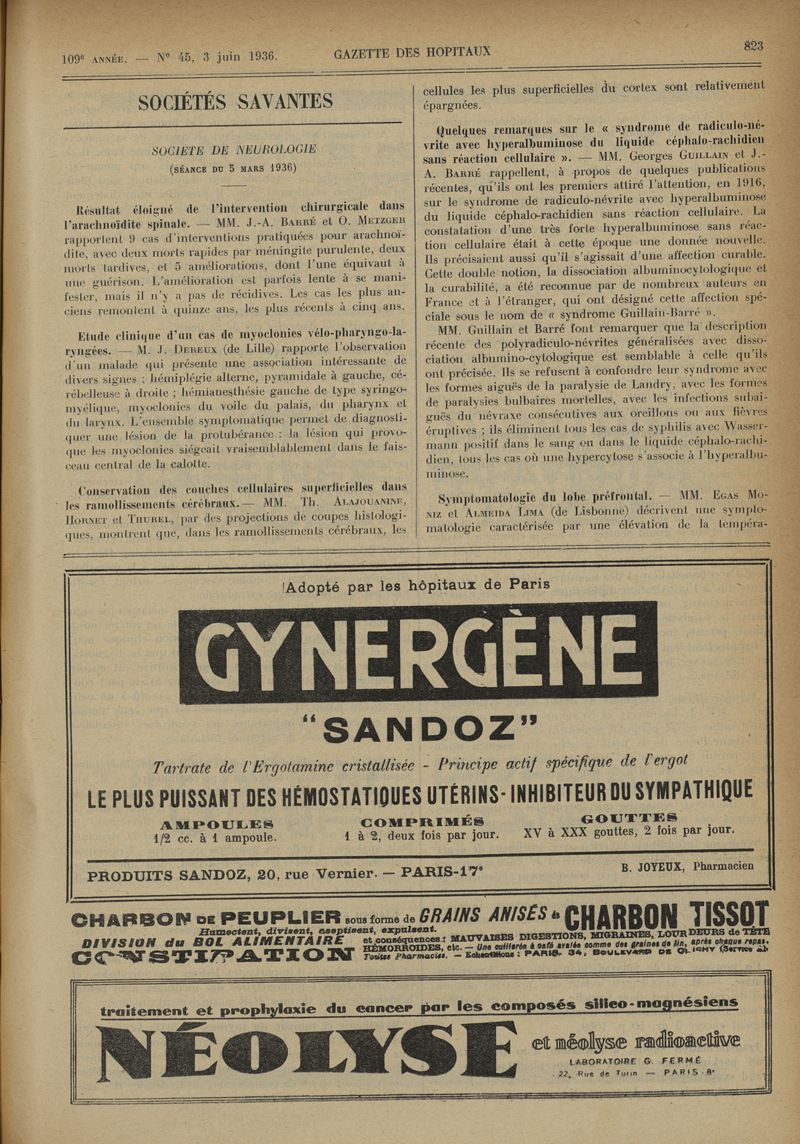 109e ANNÉE. — N° 45, 3 juin 1936.
GAZETTE DES HOPITAUX
823
SOCIÉTÉS SAVANTES
SOCIETE DE NEUROLOGIE
(SÉANCE DU 5 MARS 1936)
Résultat éloigné de l'intervention chirurgicale dans
l'arachnoïdite spinale. — MM. J.-A. BARRÉ et O. METZGER
rapportent 9 cas d'interventions pratiquées pour arachnoï-
dite, avec deux morts rapides par méningite purulente, deux
morts tardives, et 5 améliorations, dont l'une équivaut à
une guérison. L'amélioration est parfois lente à se mani-
fester, mais il n'y a pas de récidives. Les cas les plus an-
ciens remontent à quinze ans, les plus récents à cinq ans.
Etude clinique d'un cas de myoclonies vélo-pharyngo-la-
ryngées. — M. J. DEREUX (de Lille) rapporte l'observation
d'un malade qui présente une association intéressante de
divers signes : hémiplégie alterne, pyramidale à gauche, cé-
rébelleuse à droite ; hémianesthésie gauche de type syringo-
myélique, myoclonies du voile du palais, du pharynx et
du larynx. L'ensemble symptomatique permet de diagnosti-
quer une lésion de la protubérance : la lésion qui provo-
que les myoclonies siégeait vraisemblablement dans le fais-
ceau central de la calotte.
Conservation des couches cellulaires superficielles dans
les ramollissements cérébraux.— MM. Th. ALAJOUANINE,
HORNET et THUREL, par des projections de coupes histologi-
ques, montrent que, dans les ramollissements cérébraux, les
cellules les plus superficielles du cortex sont relativement
épargnées.
Quelques remarques sur le « syndrome de radiculo-né-
vrite avec hyperalbuminose du liquide céphalo-rachidien
sans réaction cellulaire ». — MM. Georges GUILLAIN et J.-
A. BARRÉ rappellent, à propos de quelques publications
récentes, qu'ils ont les premiers attiré l'attention, en 1916,
sur le syndrome de radiculo-névrite avec hyperalbuminose
du liquide céphalo-rachidien sans réaction cellulaire. La
constatation d'une très forte hyperalbuminose sans réac-
tion cellulaire était à cette époque une donnée nouvelle.
Ils précisaient aussi qu'il s'agissait d'une affection curable.
Cette double notion, la dissociation albuminocytologique et
la curabilité, a été reconnue par de nombreux auteurs en
France et à l'étranger, qui ont désigné cette affection spé-
ciale sous le nom de « syndrome Guillain-Barré ».
MM. Guillain et Barré font remarquer que la description
récente des polyradiculo-névrites généralisées avec disso-
ciation albumino-cytologique est semblable à celle qu'ils
ont précisée. Ils se refusent à confondre leur syndrome avec
les formes aiguës de la paralysie de Landry, avec les formes
de paralysies bulbaires mortelles, avec les infections subai-
guës du névraxe consécutives aux oreillons ou aux fièvres
éruptives ; ils éliminent tous les cas de syphilis avec Wasser-
mann positif dans le sang ou dans le liquide céphalo-rachi-
dien, tous les cas où une hypercytose s'associe à l'hyperalbu-
minose.
Symptomatologie du lobe préfrontal. — MM. EGAS MO-
NIZ et ALMEIDA LIMA (de Lisbonne) décrivent une sympto-
matologie caractérisée par une élévation de la tempéra-
Adopté par les hôpitaux de Paris
GYNERGÈNE
"SANDOZ"
Tartrate de l'Ergotamine cristallisée - Principe actif spécifique de l'ergot
LE PLUS PUISSANT DES HÉMOSTATIQUES UTÉRINS - INHIBITEUR DU SYMPATHIQUE
AMPOULES COMPRIMÉS GOUTTES
1/2 cc. à 1 ampoule. 1 à 2, deux fois par jour. XV à XXX gouttes, 2 fois par jour.
PRODUITS SANDOZ, 20, rue Vernier. — PARIS-17e B. JOYEUX, Pharmacien
CHARBON DE PEUPLIER sous forme de GRAINS ANISÉS de CHARBON TISSOT
Humectent, divisent, aseptisent, expulsent.
DIVISION du BOL ALIMENTAIRE et conséquences : MAUVAISES DIGESTIONS, MIGRAINES, LOURDEURS de TÊTE
CONSTIPATION HÉMORROÏDES, etc. — Une cuillerée à café avalée comme des graines de lin, après chaque repas.
Toutes Pharmacies. — Echantillons : PARIS, 34, BOULEVARD DE CLICHY (Service
traitement et prophylaxie du cancer par les composés silico-magnésiens
NÉOLYSE et néolyse radioactive
LABORATOIRE G. FERMÉ
22, Rue de Turin — PARIS-8e